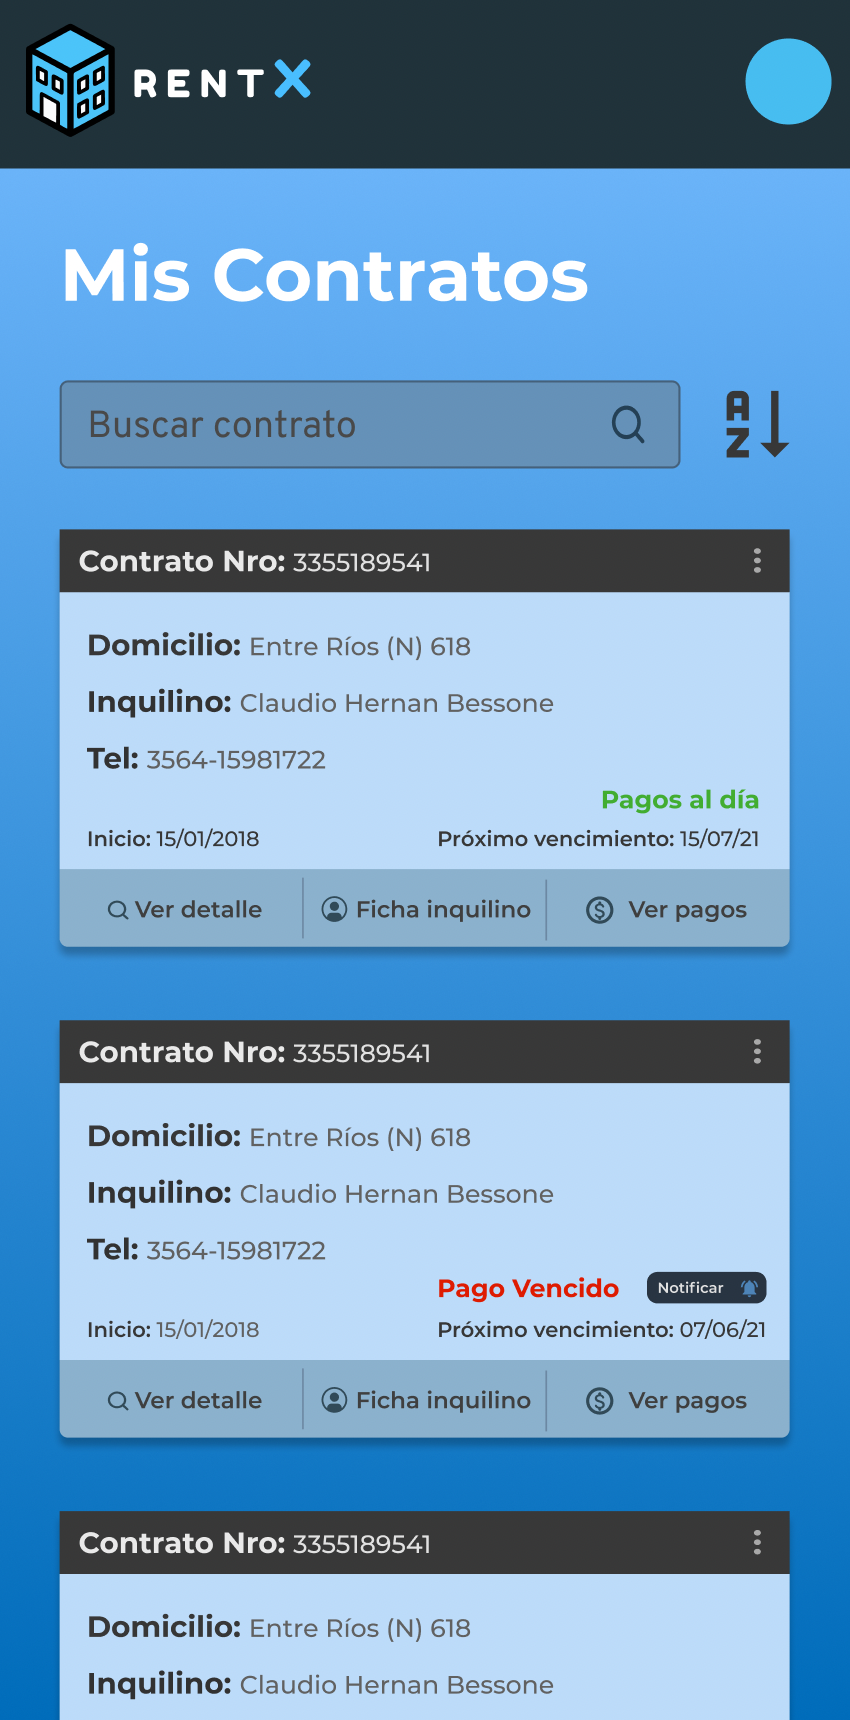 RENTX
Mis Contratos
Buscar contrato
A
Z
Contrato Nro: 3355189541
Domicilio: Entre Ríos (N) 618
Inquilino: Claudio Hernan Bessone
Tel: 3564-15981722
Pagos al día
Inicio: 15/01/2018 Próximo vencimiento: 15/07/21
Ver detalle Ficha inquilino Ver pagos
Contrato Nro: 3355189541
Domicilio: Entre Ríos (N) 618
Inquilino: Claudio Hernan Bessone
Tel: 3564-15981722
Pago Vencido Notificar
Inicio: 15/01/2018 Próximo vencimiento: 07/06/21
Ver detalle Ficha inquilino Ver pagos
Contrato Nro: 3355189541
Domicilio: Entre Ríos (N) 618
Inquilino: Claudio Hernan Bessone